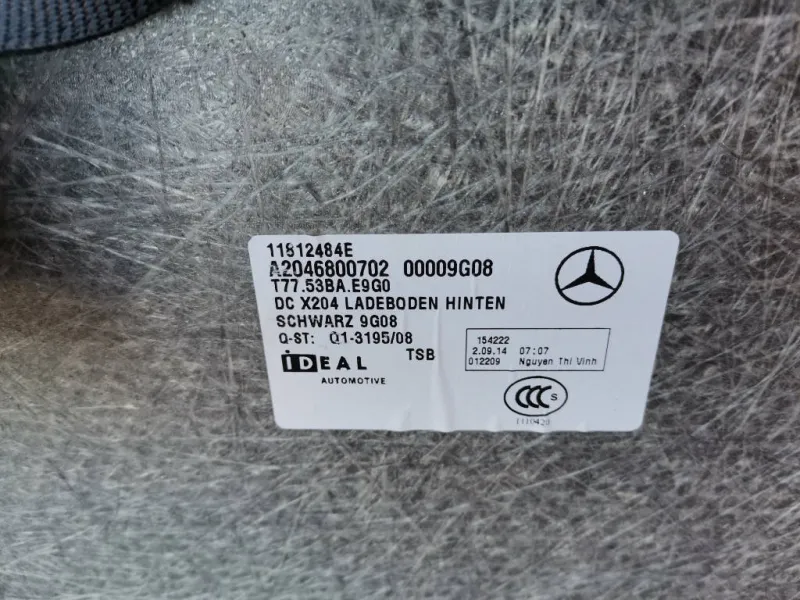 11812484E
A2046800702 00009G08
T77.53BA.E9G0
DC X204 LADEBODEN HINTEN
SCHWARZ 9G08
Q-ST: Q1-3195/08
TSB
iDEAL
AUTOMOTIVE
154222
2.09.14 07:07
012209 Nguyen Thi Vinh
CCC S